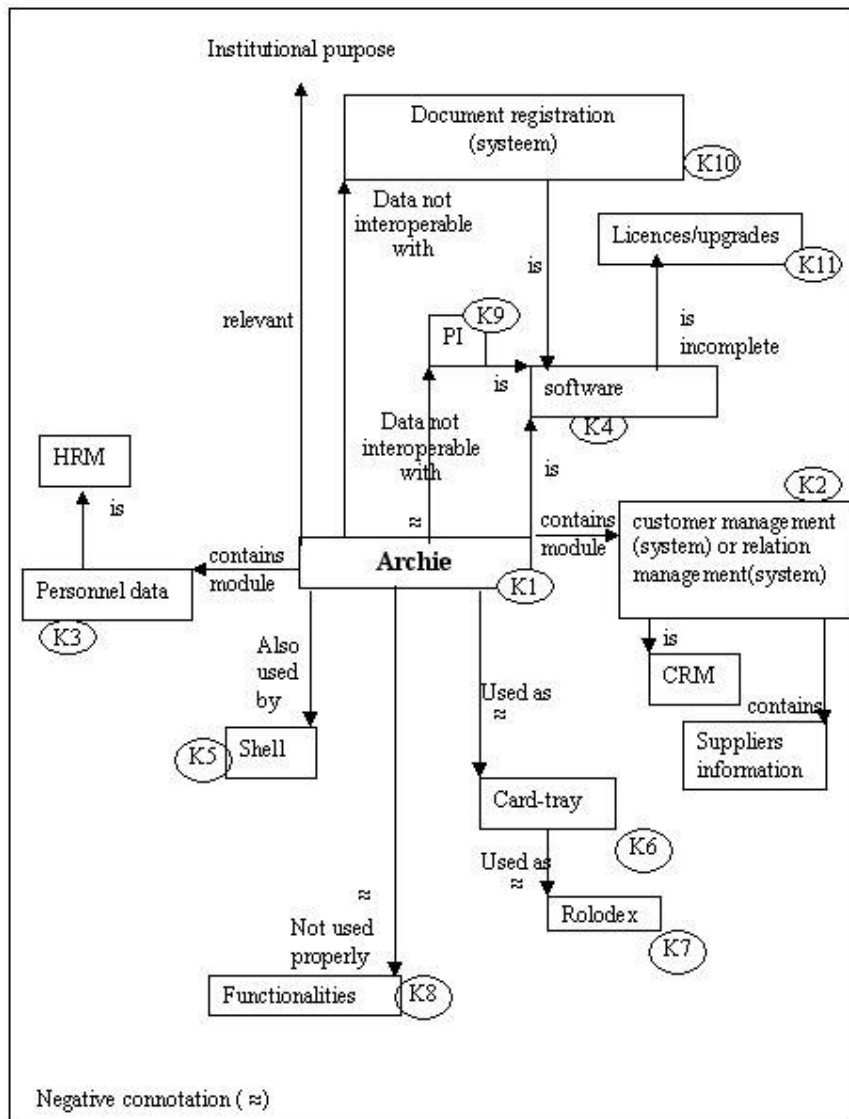 Institutional purpose
Document registration
(systeem)
K10
Data not
interoperable
with
Licences/upgrades
K11
is
relevant
K9
PI
is
incomplete
is
software
K4
Data not
interoperable
with
HRM
is
is
K2
≈
contains
module
customer management
(system) or relation
management(system)
Archie
K1
contains
module
Personnel data
K3
Also
used
by
is
CRM
Used as
≈
contains
K5
Shell
Suppliers
information
Card-tray
K6
Used as
≈
≈
Rolodex
K7
Not used
properly
Functionalities
K8
Negative connotation ( ≈)